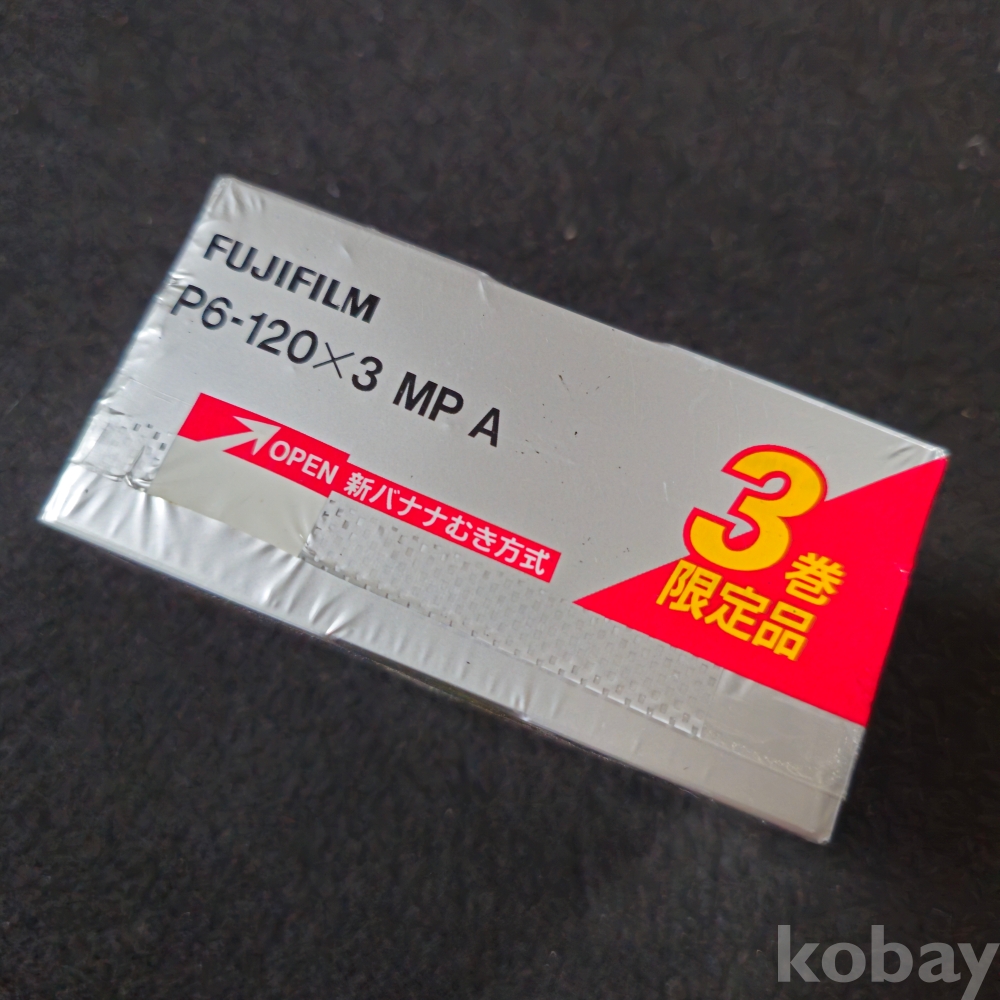 FUJIFILM
P6-120×3 MP A
OPEN 新バナナむき方式
3巻
限定品
kobay